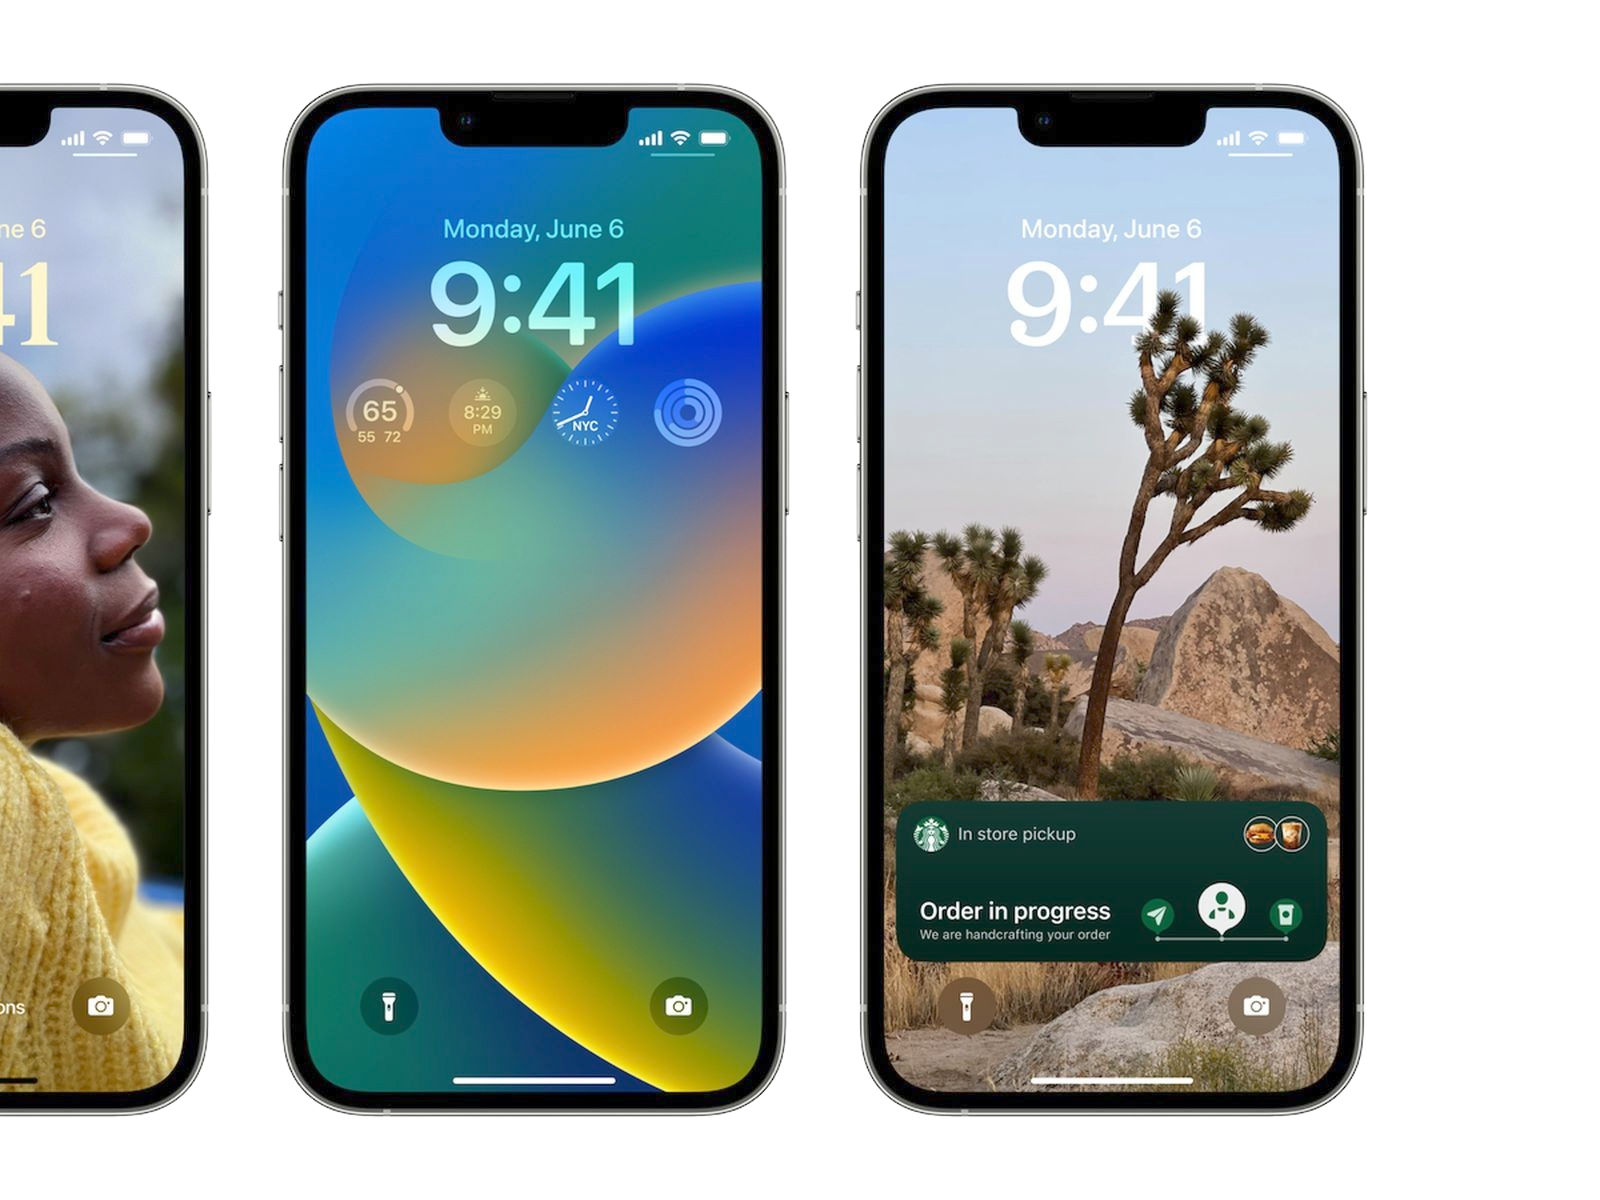 ne 6
41
ons
Monday, June 6
9:41
65
55 72
8:29
PM
NYC
Monday, June 6
9:41
In store pickup
Order in progress
We are handcrafting your order